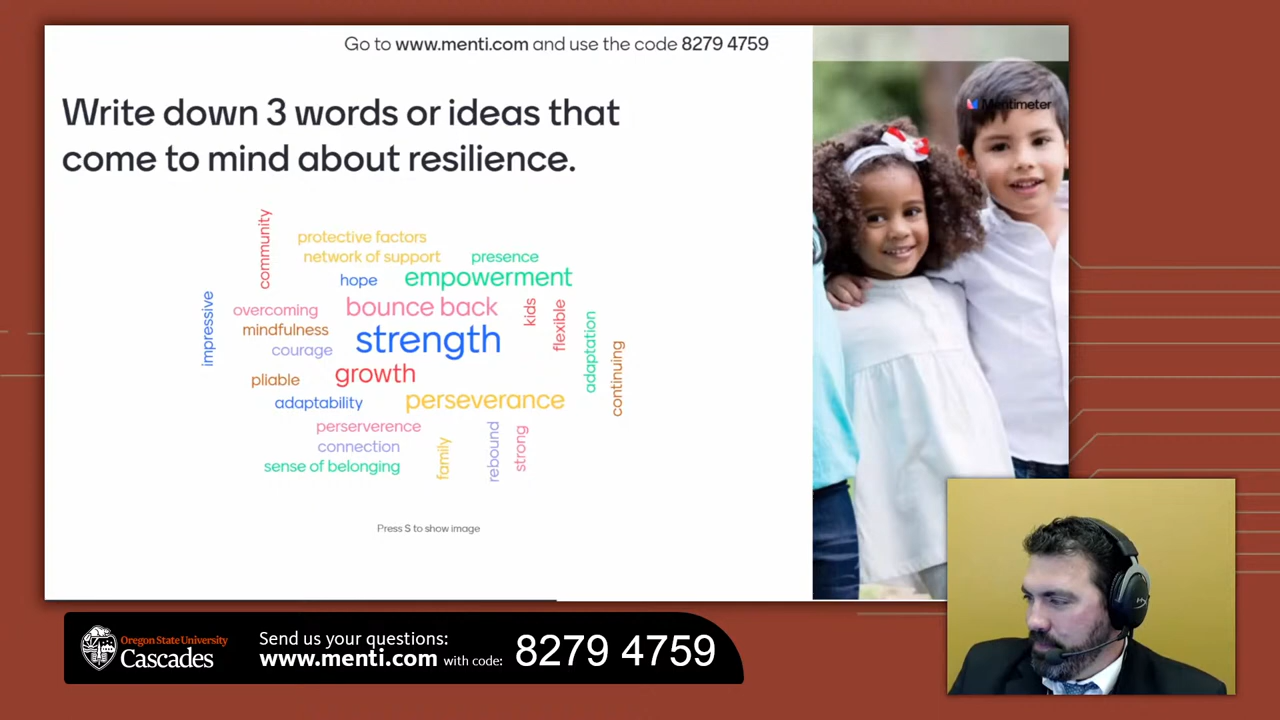 Go to www.menti.com and use the code 8279 4759
Mentimeter
Write down 3 words or ideas that
come to mind about resilience.
community
protective factors
network of support
presence
hope
empowerment
impressive
overcoming
bounce back
kids
flexible
mindfulness
strength
adaptation
continuing
courage
pliable
growth
adaptability
perseverance
perserverence
connection
family
rebound
strong
sense of belonging
Press S to show image
Oregon State University
Cascades
Send us your questions:
www.menti.com with code:
8279 4759